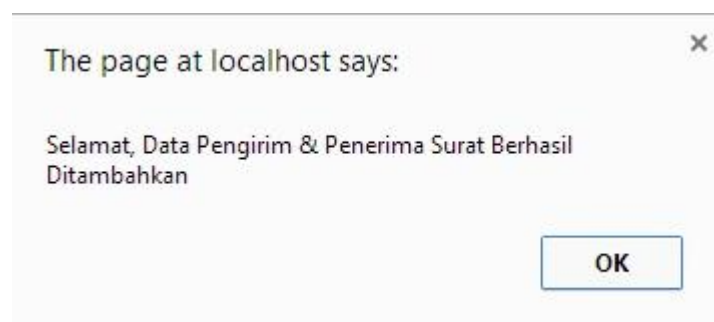 The page at localhost says:
Selamat, Data Pengirim & Penerima Surat Berhasil
Ditambahkan
OK